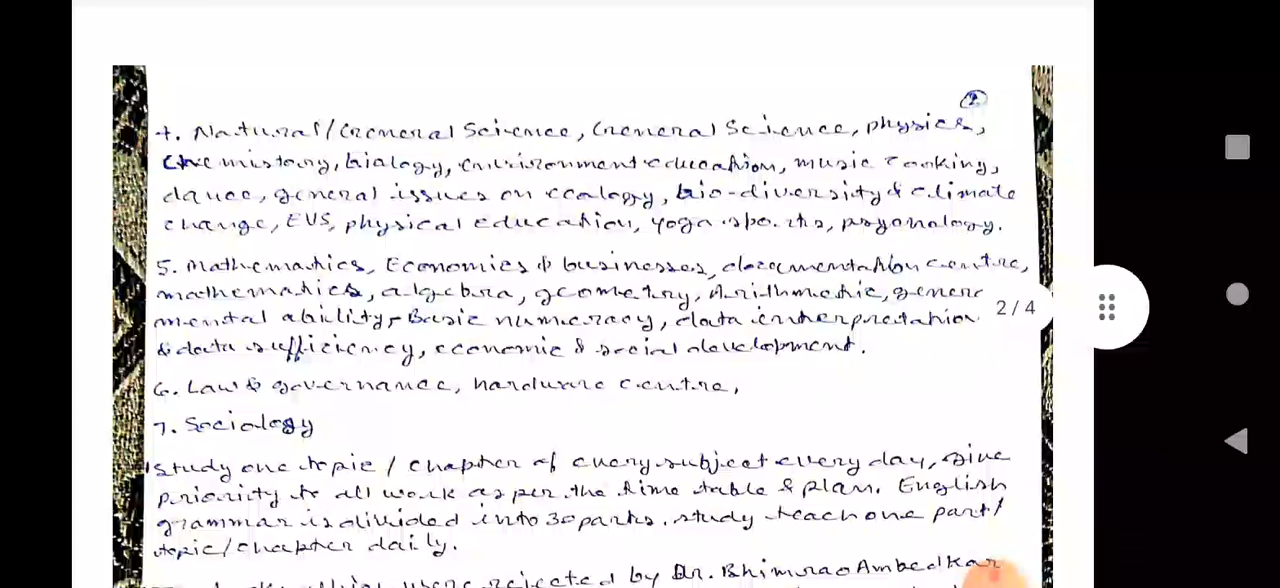 2
4. Natural/General Science, General Science, physics,
chemistory, biology, environment education, music cooking,
dance, general issues on ecology, bio-diversity & climate
change, EVS, physical education, yoga sports, psyonology.
5. Mathematics, Economics & businesses, documentation centre,
mathematics, algebra, geometry, Arithmetic, genera
mental ability, Basic numeracy, data interpretation
& data sufficiency, economic & social development.
2 / 4
6. Law & governance, hardware centre,
7. Sociology
Study one topic / chapter of every subject every day, give
priority to all work as per the time table & plan. English
grammar is divided into 30 parts. study teach one part/
topic/chapter daily.
rejected by Dr. Bhimrao Ambedkar